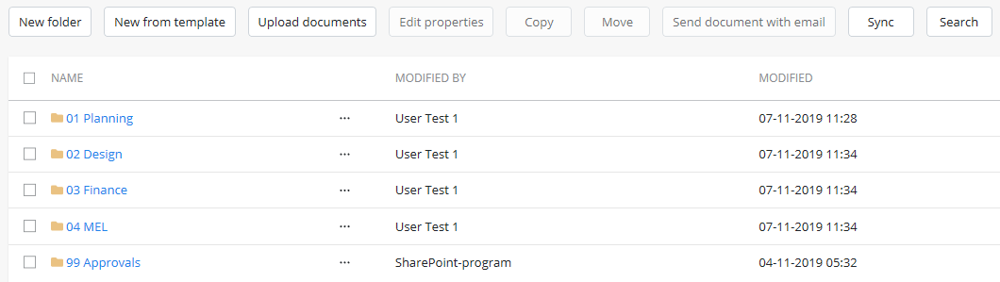 New folder New from template Upload documents Edit properties Copy Move Send document with email Sync Search
NAME MODIFIED BY MODIFIED
01 Planning ... User Test 1 07-11-2019 11:28
02 Design ... User Test 1 07-11-2019 11:34
03 Finance ... User Test 1 07-11-2019 11:34
04 MEL ... User Test 1 07-11-2019 11:34
99 Approvals ... SharePoint-program 04-11-2019 05:32